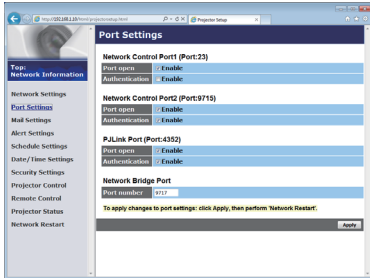 http://192.168.1.10/html/projectorsetup.html
Projector Setup
Port Settings
Top:
Network Information
Network Settings
Port Settings
Mail Settings
Alert Settings
Schedule Settings
Date/Time Settings
Security Settings
Projector Control
Remote Control
Projector Status
Network Restart
Network Control Port1 (Port:23)
Port open Enable
Authentication Enable
Network Control Port2 (Port:9715)
Port open Enable
Authentication Enable
PJLink Port (Port:4352)
Port open Enable
Authentication Enable
Network Bridge Port
Port number 9717
To apply changes to port settings: click Apply, then perform 'Network Restart'.
Apply